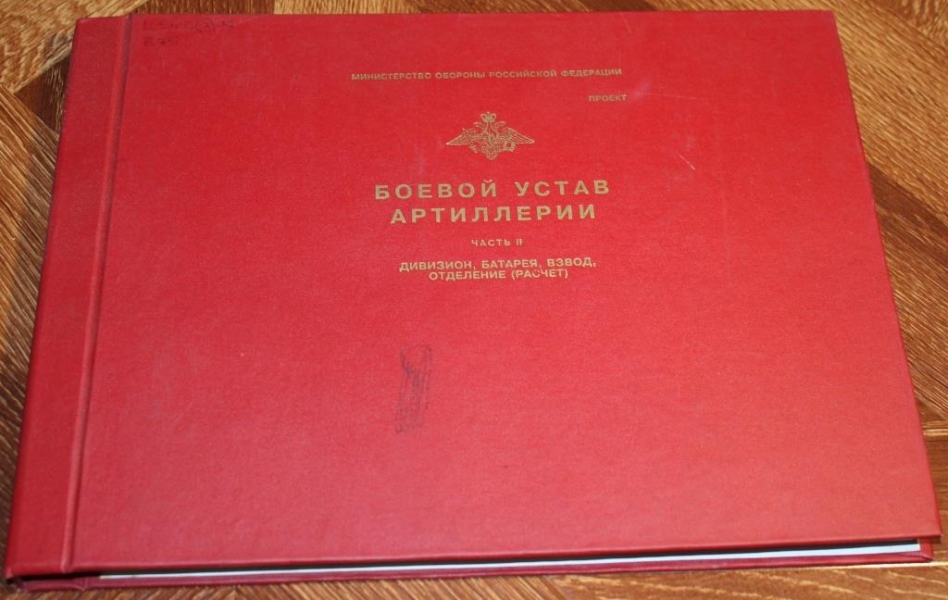 МИНИСТЕРСТВО ОБОРОНЫ РОССИЙСКОЙ ФЕДЕРАЦИИ
ПРОЕКТ
БОЕВОЙ УСТАВ
АРТИЛЛЕРИИ
ЧАСТЬ II
ДИВИЗИОН, БАТАРЕЯ, ВЗВОД,
ОТДЕЛЕНИЕ (РАСЧЕТ)